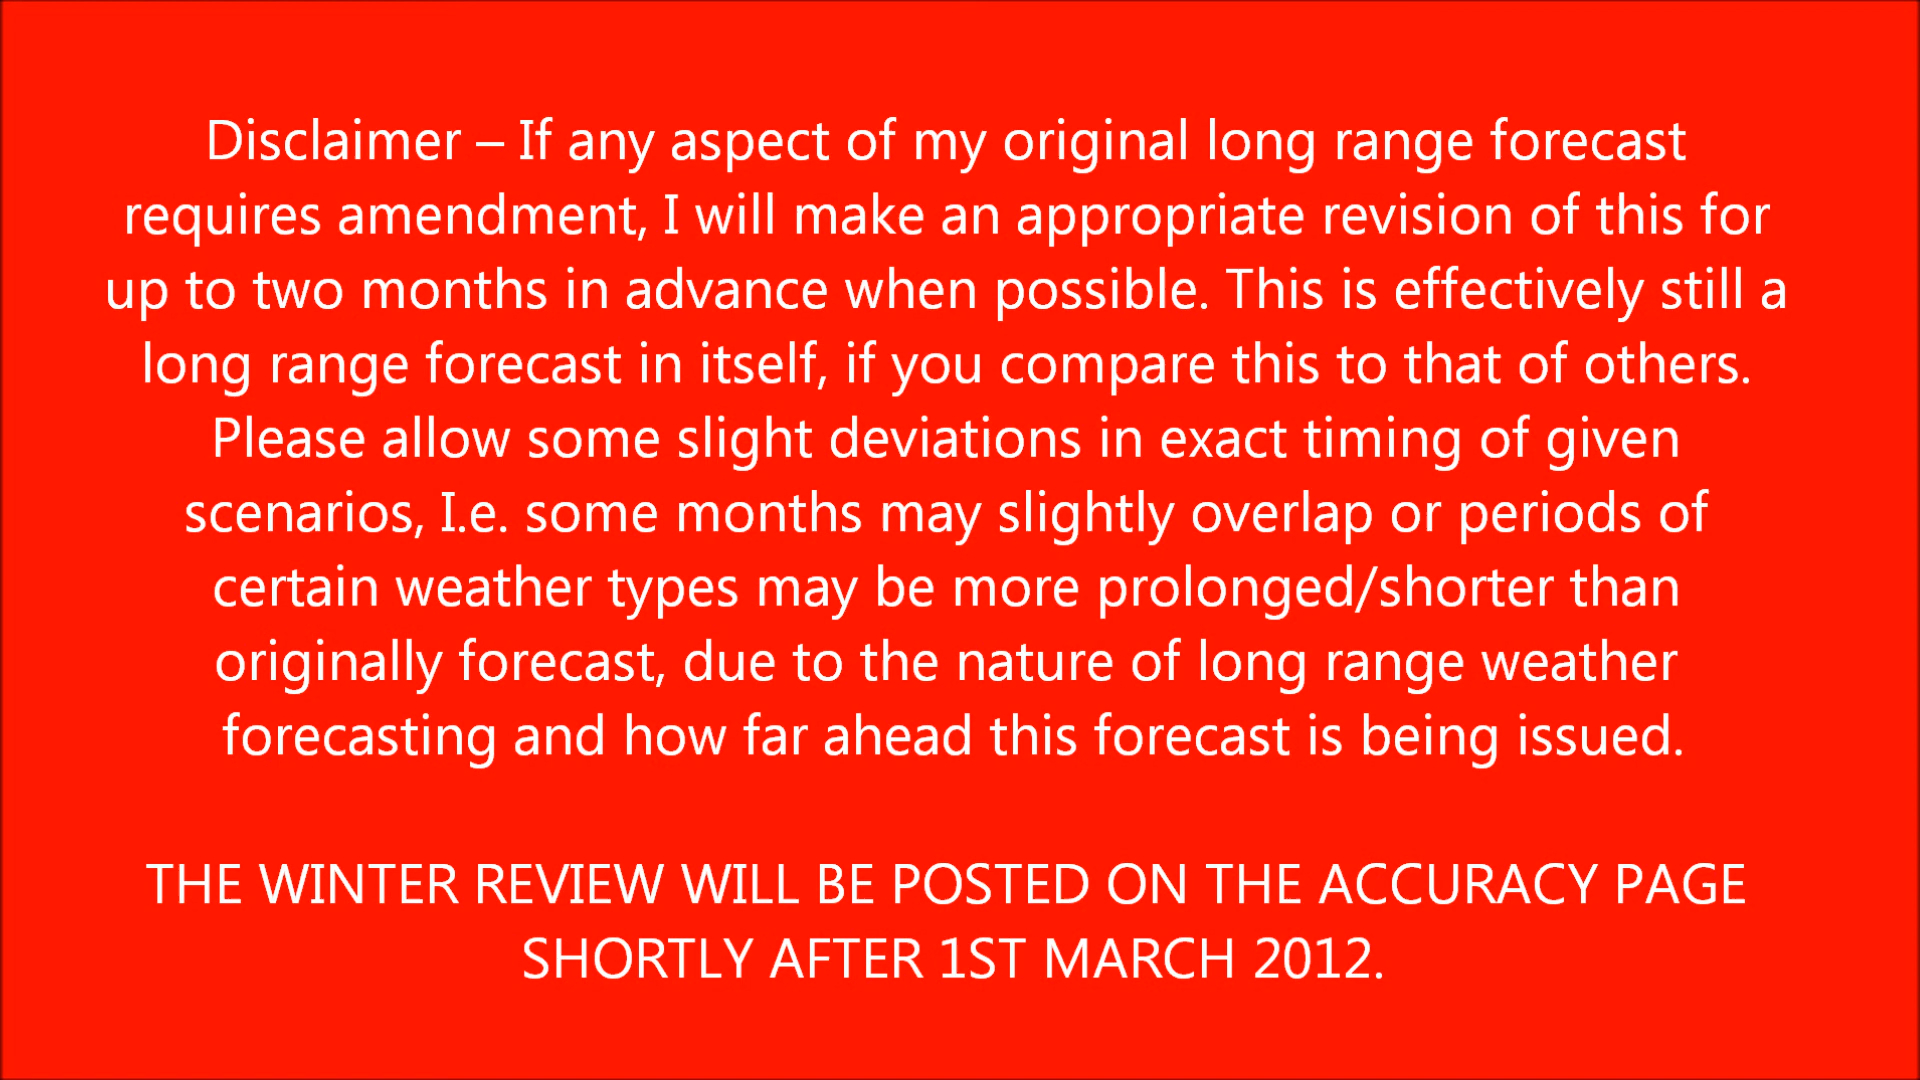 Disclaimer – If any aspect of my original long range forecast
requires amendment, I will make an appropriate revision of this for
up to two months in advance when possible. This is effectively still a
long range forecast in itself, if you compare this to that of others.
Please allow some slight deviations in exact timing of given
scenarios, I.e. some months may slightly overlap or periods of
certain weather types may be more prolonged/shorter than
originally forecast, due to the nature of long range weather
forecasting and how far ahead this forecast is being issued.
THE WINTER REVIEW WILL BE POSTED ON THE ACCURACY PAGE
SHORTLY AFTER 1ST MARCH 2012.